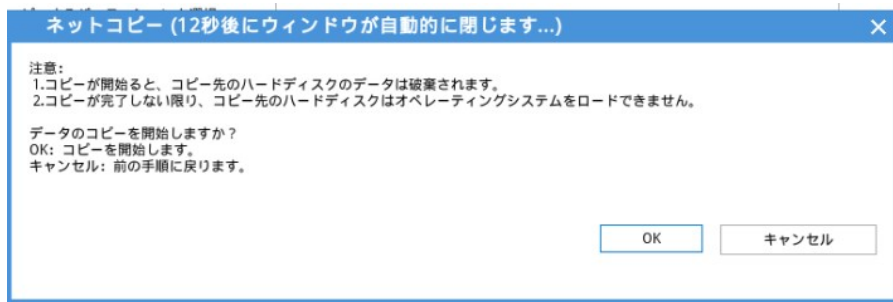 ネットコピー (12秒後にウィンドウが自動的に閉じます...)
注意:
1.コピーが開始ると、コピー先のハードディスクのデータは破棄されます。
2.コピーが完了しない限り、コピー先のハードディスクはオペレーティングシステムをロードできません。
データのコピーを開始しますか？
OK: コピーを開始します。
キャンセル: 前の手順に戻ります。
OK
キャンセル